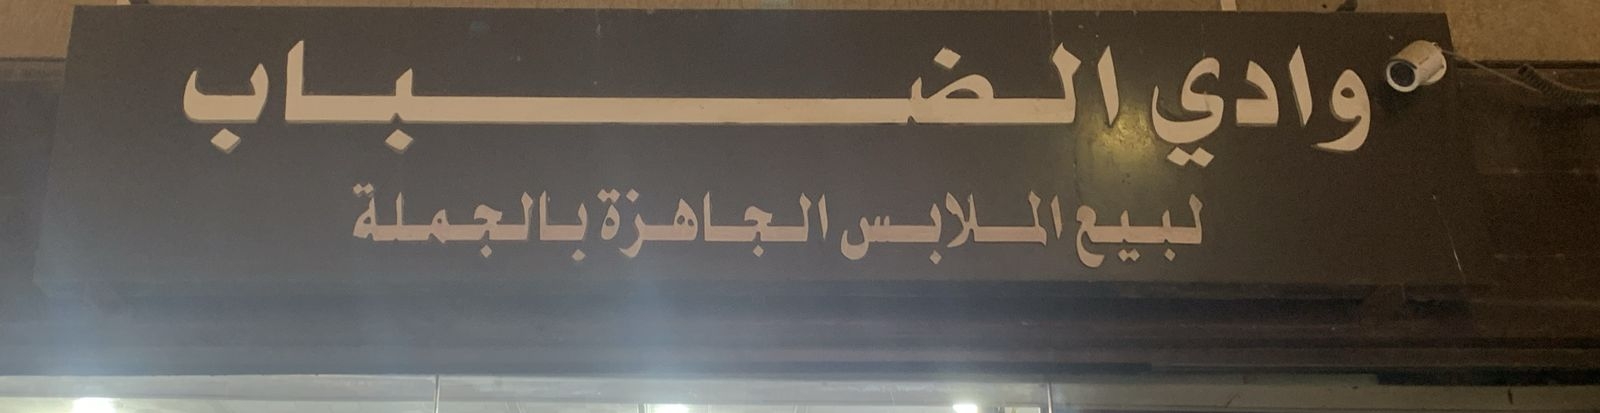 وادي الضباب
لبيع الملابس الجاهزة بالجملة